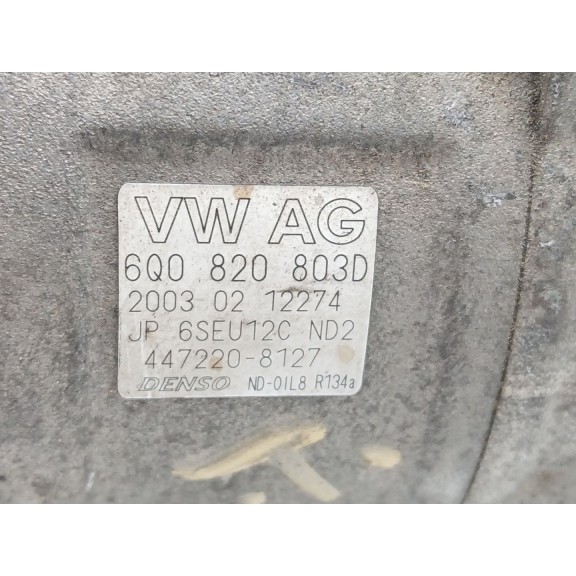 VW AG
6Q0 820 803D
2003 02 12274
JP 6SEU12C ND2
447220-8127
DENSO ND-OIL8 R134a